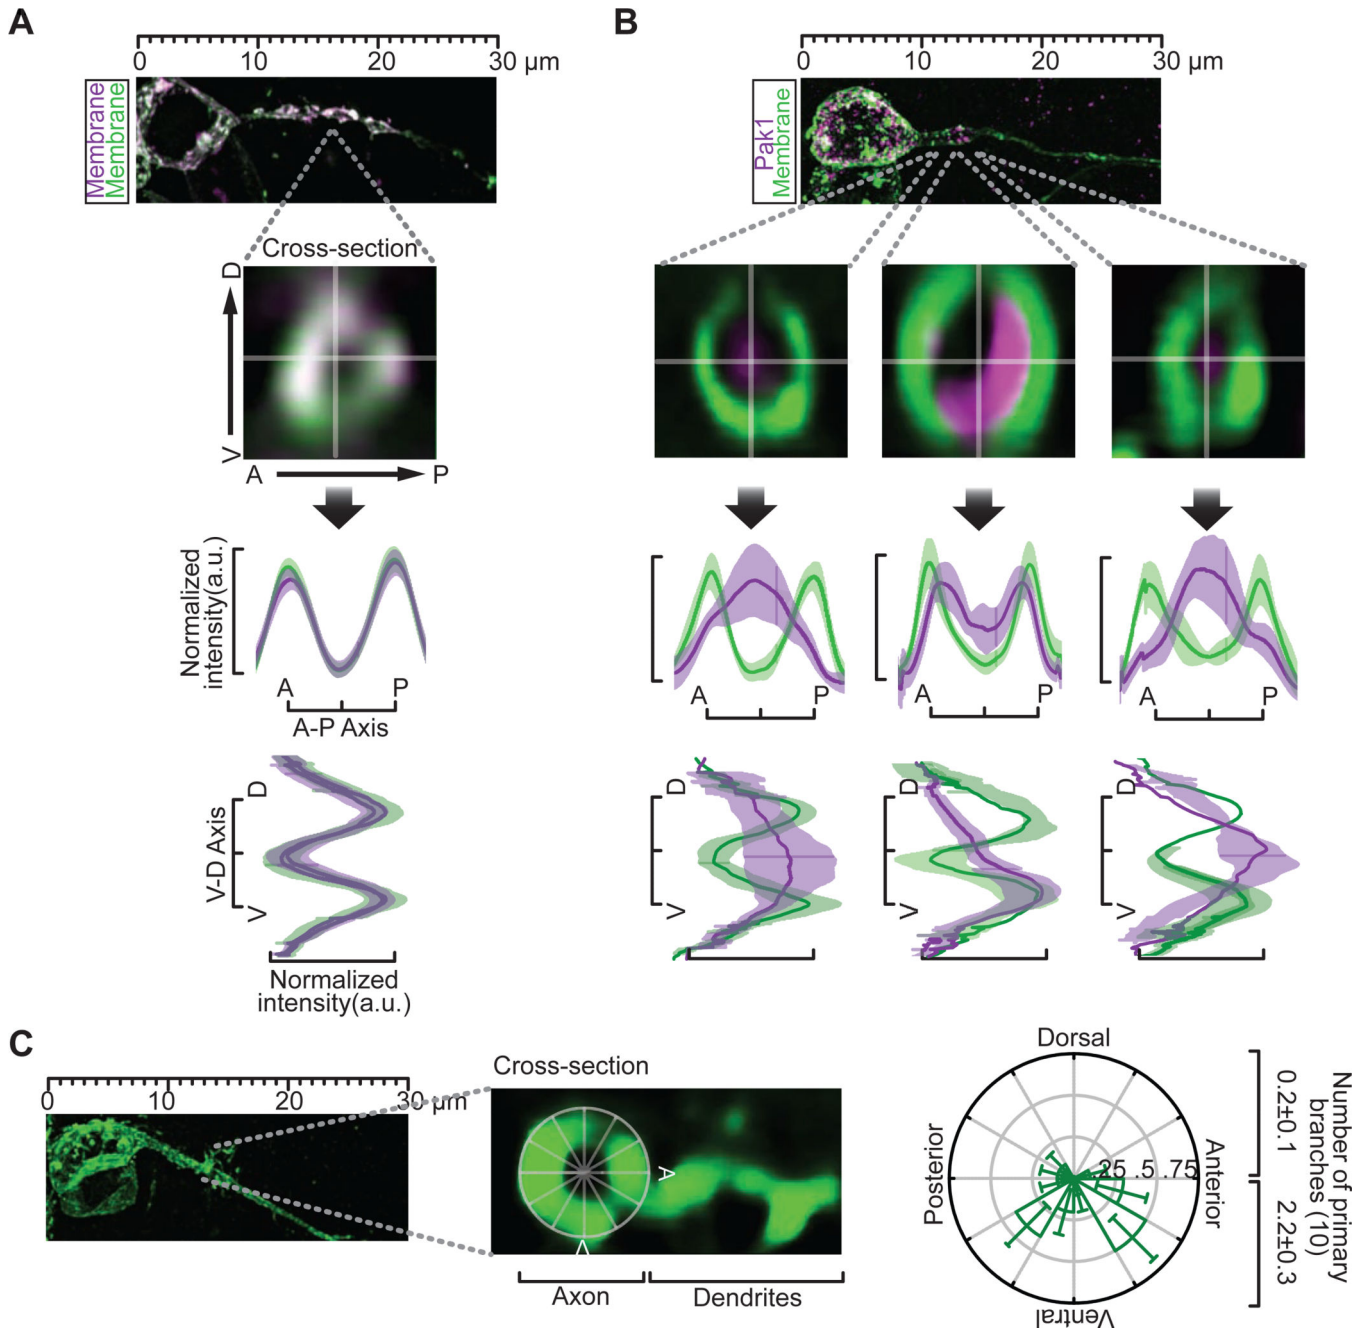 A
0 10 20 30 μm
Membrane
Membrane
Cross-section
D
V
A P
Normalized
intensity(a.u.)
A P
A-P Axis
D
V-D Axis
V
Normalized
intensity(a.u.)
B
0 10 20 30 μm
Pak1
Membrane
A P
A P
A P
D
V
D
V
D
V
C
0 10 20 30 μm
Cross-section
A
V
Axon
Dendrites
Dorsal
Posterior
Anterior
Ventral
.25 .5 .75
Number of primary
branches (10)
0.2±0.1
2.2±0.3